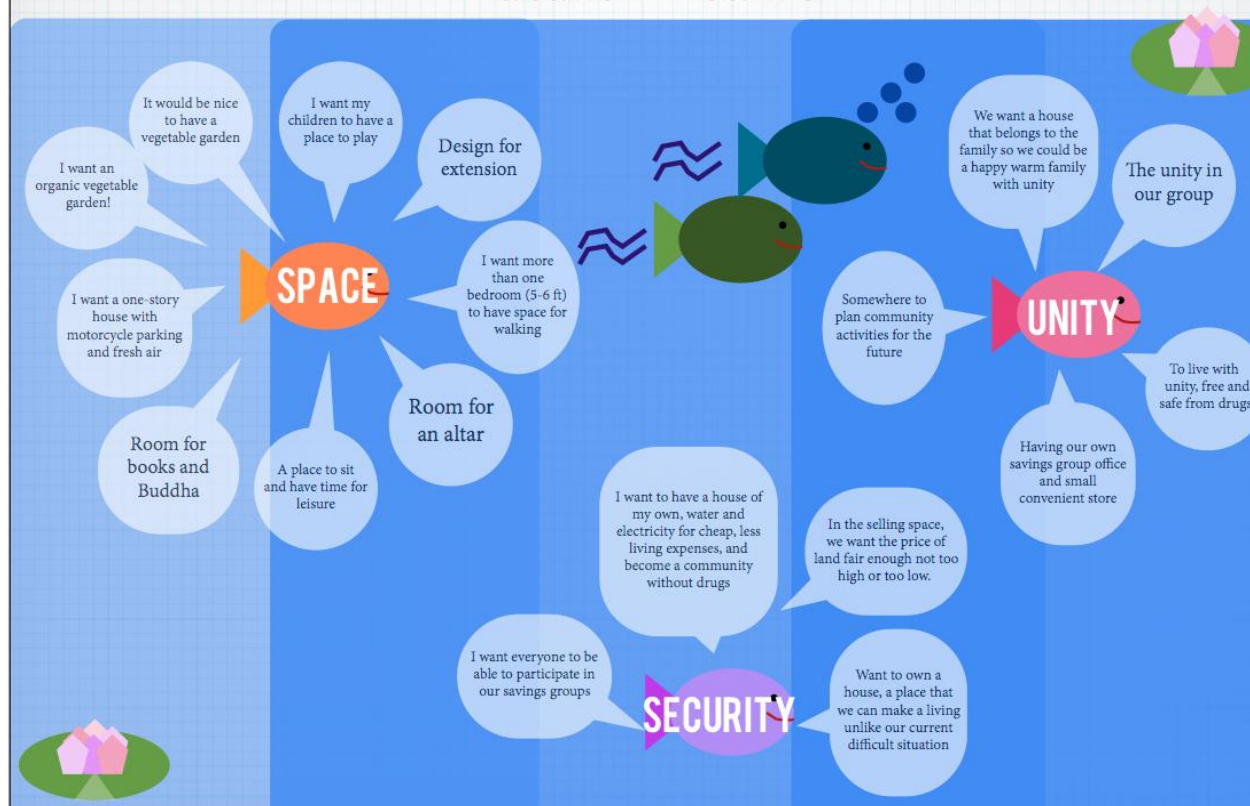 It would be nice
to have a
vegetable garden
I want my
children to have a
place to play
Design for
extension
I want an
organic vegetable
garden!
SPACE
I want more
than one
bedroom (5-6 ft)
to have space for
walking
I want a one-story
house with
motorcycle parking
and fresh air
Room for
books and
Buddha
A place to sit
and have time for
leisure
Room for
an altar
We want a house
that belongs to the
family so we could be
a happy warm family
with unity
The unity in
our group
Somewhere to
plan community
activities for the
future
UNITY
To live with
unity, free and
safe from drugs
Having our own
savings group office
and small
convenient store
I want to have a house of
my own, water and
electricity for cheap, less
living expenses, and
become a community
without drugs
In the selling space,
we want the price of
land fair enough not too
high or too low.
I want everyone to be
able to participate in
our savings groups
SECURITY
Want to own a
house, a place that
we can make a living
unlike our current
difficult situation